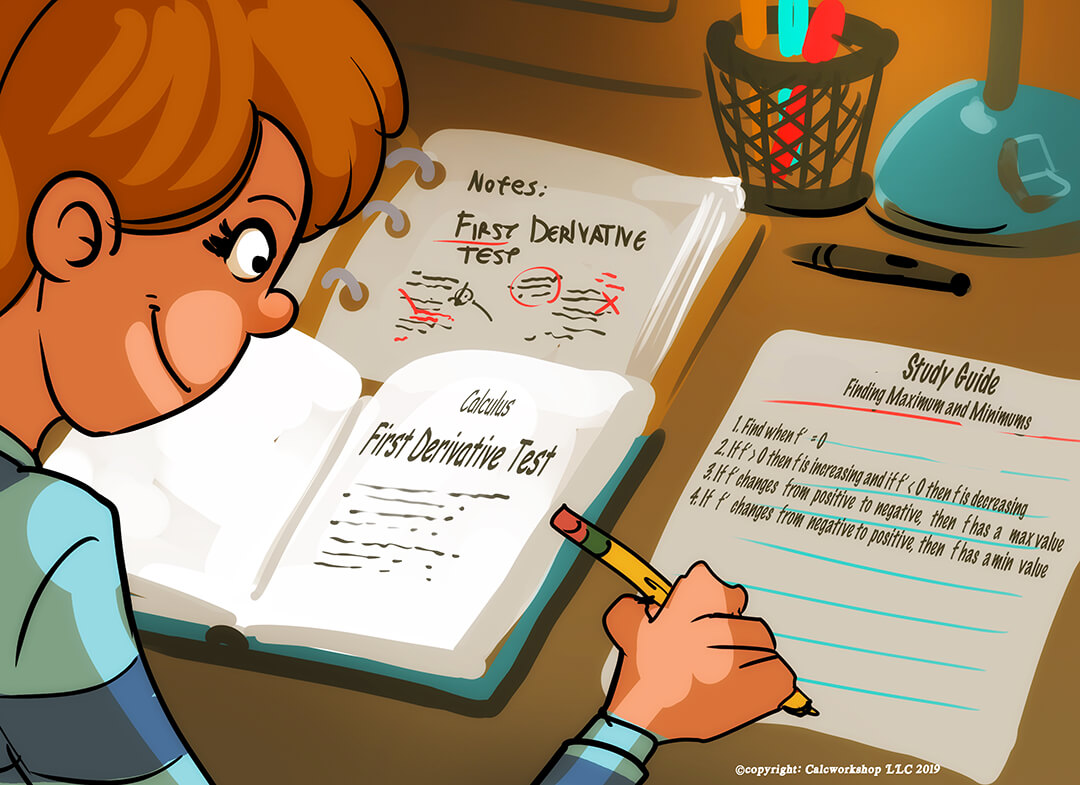 Notes:
FIRST DERIVATIVE
TEST
Calculus
First Derivative Test
Study Guide
Finding Maximum and Minimums
1. Find when f' = 0
2. If f' > 0 then f is increasing and if f' < 0 then f is decreasing
3. If f' changes from positive to negative, then f has a max value
4. If f' changes from negative to positive, then f has a min value
©copyright: Calcworkshop LLC 2019